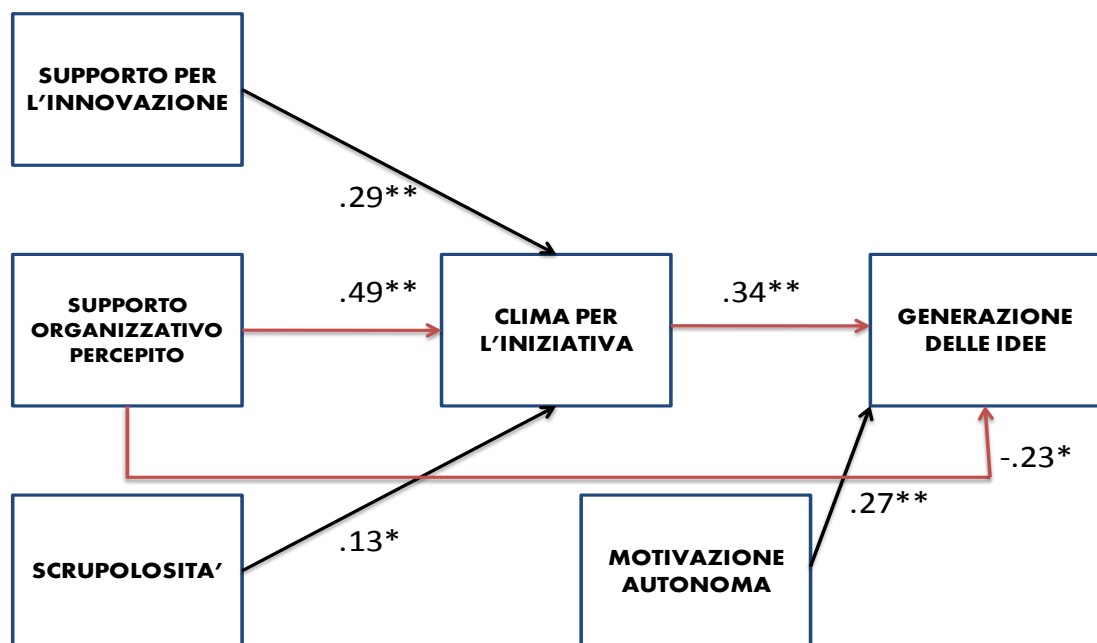 SUPPORTO PER
L'INNOVAZIONE
.29**
SUPPORTO
ORGANIZZATIVO
PERCEPITO
.49**
CLIMA PER
L'INIZIATIVA
.34**
GENERAZIONE
DELLE IDEE
-.23*
SCRUPOLOSITA'
.13*
MOTIVAZIONE
AUTONOMA
.27**